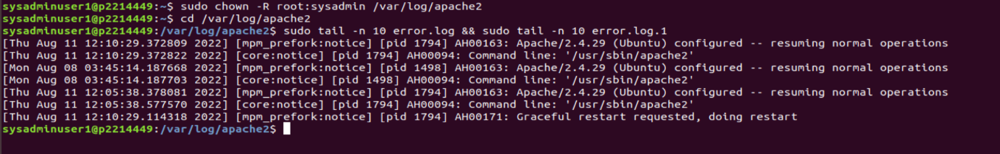 sysadminuser1@p2214449:~$ sudo chown -R root:sysadmin /var/log/apache2
sysadminuser1@p2214449:~$ cd /var/log/apache2
sysadminuser1@p2214449:/var/log/apache2$ sudo tail -n 10 error.log && sudo tail -n 10 error.log.1
[Thu Aug 11 12:10:29.372809 2022] [mpm_prefork:notice] [pid 1794] AH00163: Apache/2.4.29 (Ubuntu) configured -- resuming normal operations
[Thu Aug 11 12:10:29.372822 2022] [core:notice] [pid 1794] AH00094: Command line: '/usr/sbin/apache2'
[Mon Aug 08 03:45:14.187668 2022] [mpm_prefork:notice] [pid 1498] AH00163: Apache/2.4.29 (Ubuntu) configured -- resuming normal operations
[Mon Aug 08 03:45:14.187703 2022] [core:notice] [pid 1498] AH00094: Command line: '/usr/sbin/apache2'
[Thu Aug 11 12:05:38.378081 2022] [mpm_prefork:notice] [pid 1794] AH00163: Apache/2.4.29 (Ubuntu) configured -- resuming normal operations
[Thu Aug 11 12:05:38.577570 2022] [core:notice] [pid 1794] AH00094: Command line: '/usr/sbin/apache2'
[Thu Aug 11 12:10:29.114318 2022] [mpm_prefork:notice] [pid 1794] AH00171: Graceful restart requested, doing restart
sysadminuser1@p2214449:/var/log/apache2$